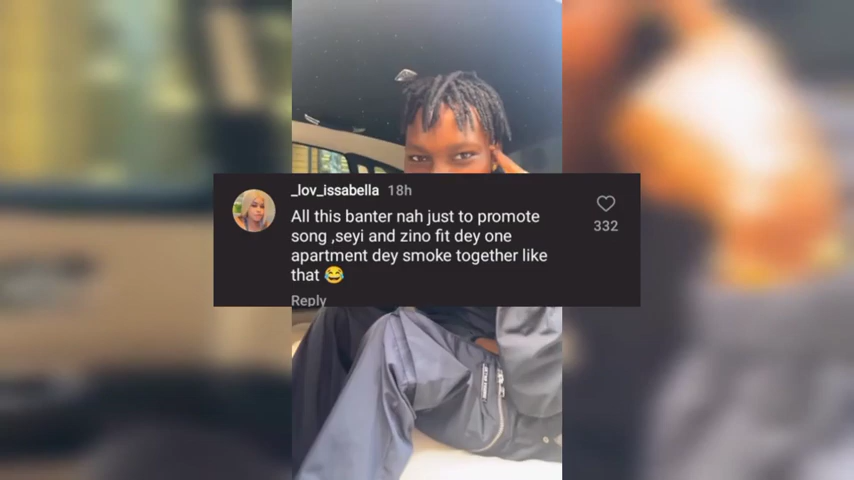 _lov_issabella 18h
All this banter nah just to promote
song ,seyi and zino fit dey one
apartment dey smoke together like
that 😂
332
Reply